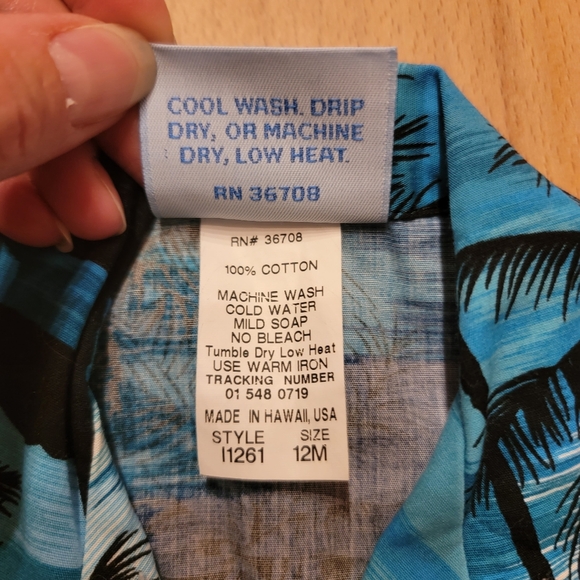 COOL WASH. DRIP
DRY, OR MACHINE
DRY, LOW HEAT.
RN 36708
RN# 36708
100% COTTON
MACHINE WASH
COLD WATER
MILD SOAP
NO BLEACH
Tumble Dry Low Heat
USE WARM IRON
TRACKING NUMBER
01 548 0719
MADE IN HAWAII, USA
STYLE SIZE
I1261 12M